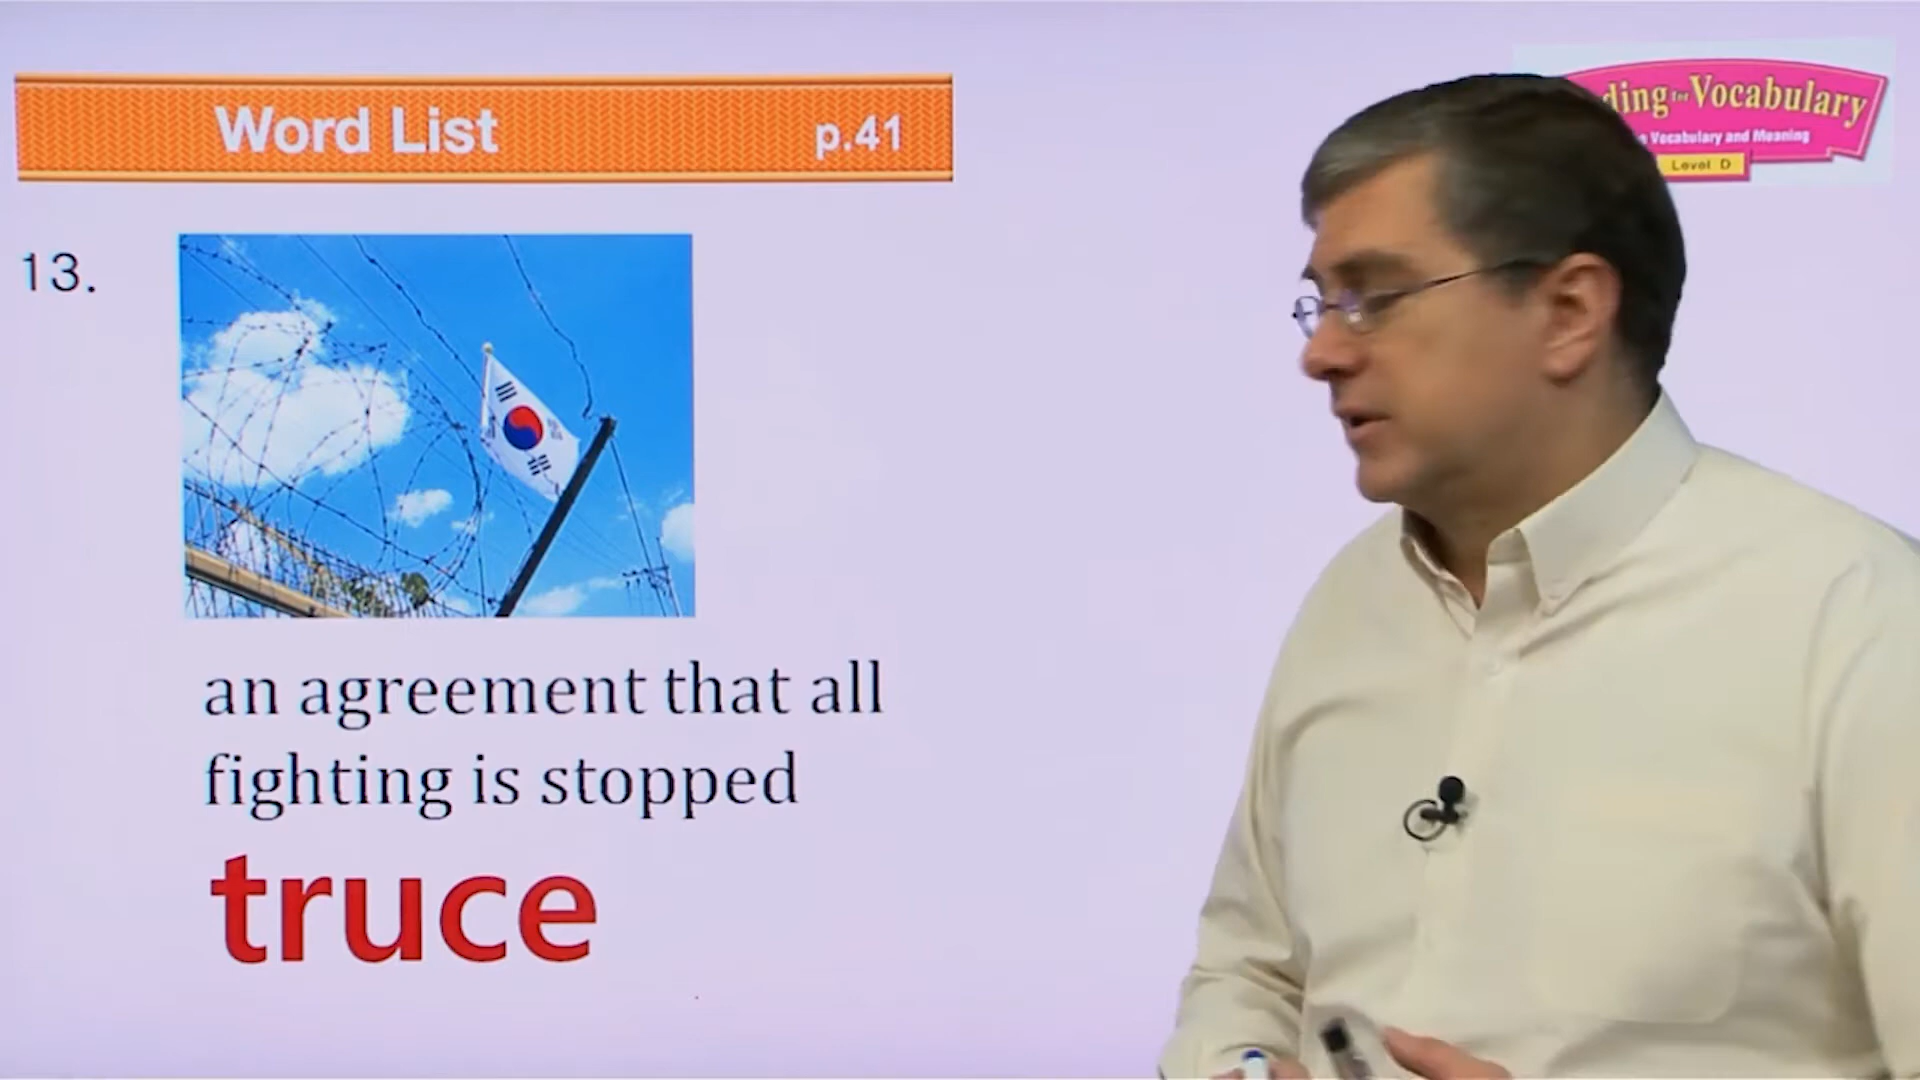 Word List
p.41
Vocabulary
Vocabulary and Meaning
Level D
13.
an agreement that all
fighting is stopped
truce